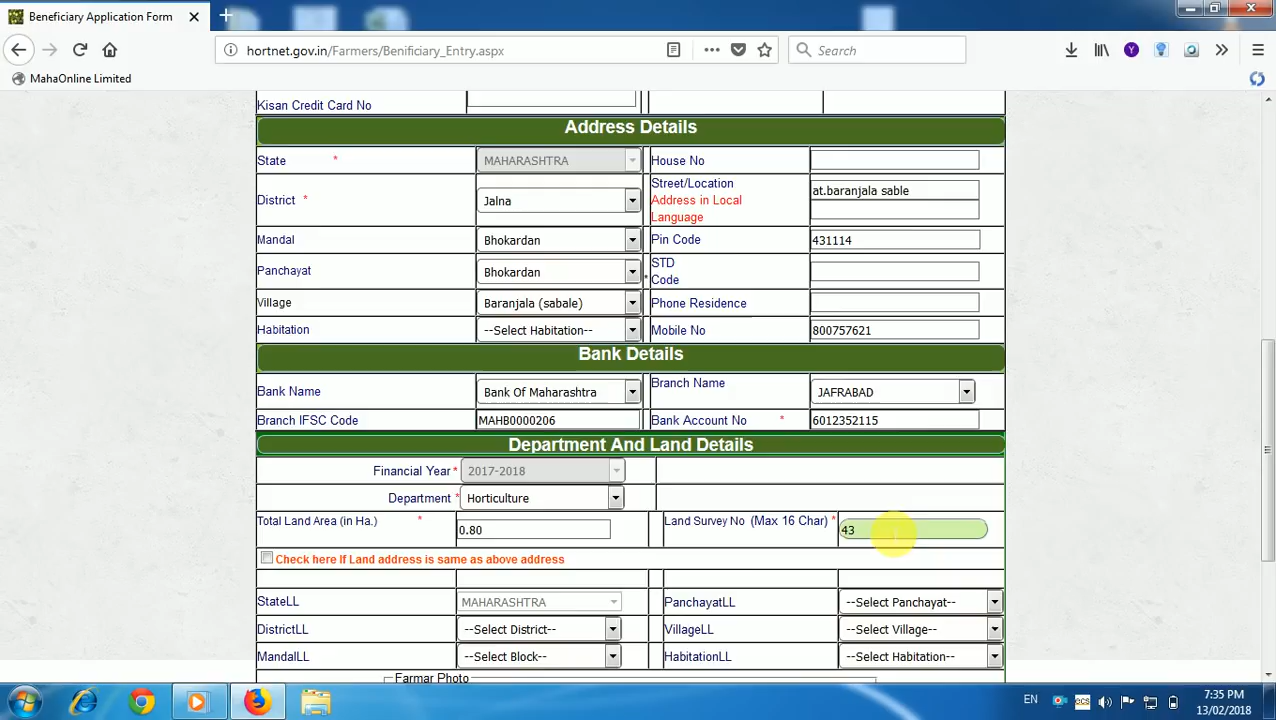 Beneficiary Application Form
hortnet.gov.in/Farmers/Benificiary_Entry.aspx
Search
MahaOnline Limited
Kisan Credit Card No
Address Details
State * MAHARASHTRA House No
District * Jalna Street/Location at.baranjala sable
Address in Local
Language
Mandal Bhokardan Pin Code 431114
Panchayat Bhokardan * STD
Code
Village Baranjala (sabale) Phone Residence
Habitation --Select Habitation-- Mobile No 800757621
Bank Details
Bank Name Bank Of Maharashtra Branch Name JAFRABAD
Branch IFSC Code MAHB0000206 Bank Account No * 6012352115
Department And Land Details
Financial Year * 2017-2018
Department * Horticulture
Total Land Area (in Ha.) * 0.80 Land Survey No (Max 16 Char) * 43
Check here If Land address is same as above address
StateLL MAHARASHTRA PanchayatLL --Select Panchayat--
DistrictLL --Select District-- VillageLL --Select Village--
MandalLL --Select Block-- HabitationLL --Select Habitation--
Farmar Photo
EN 7:35 PM
13/02/2018